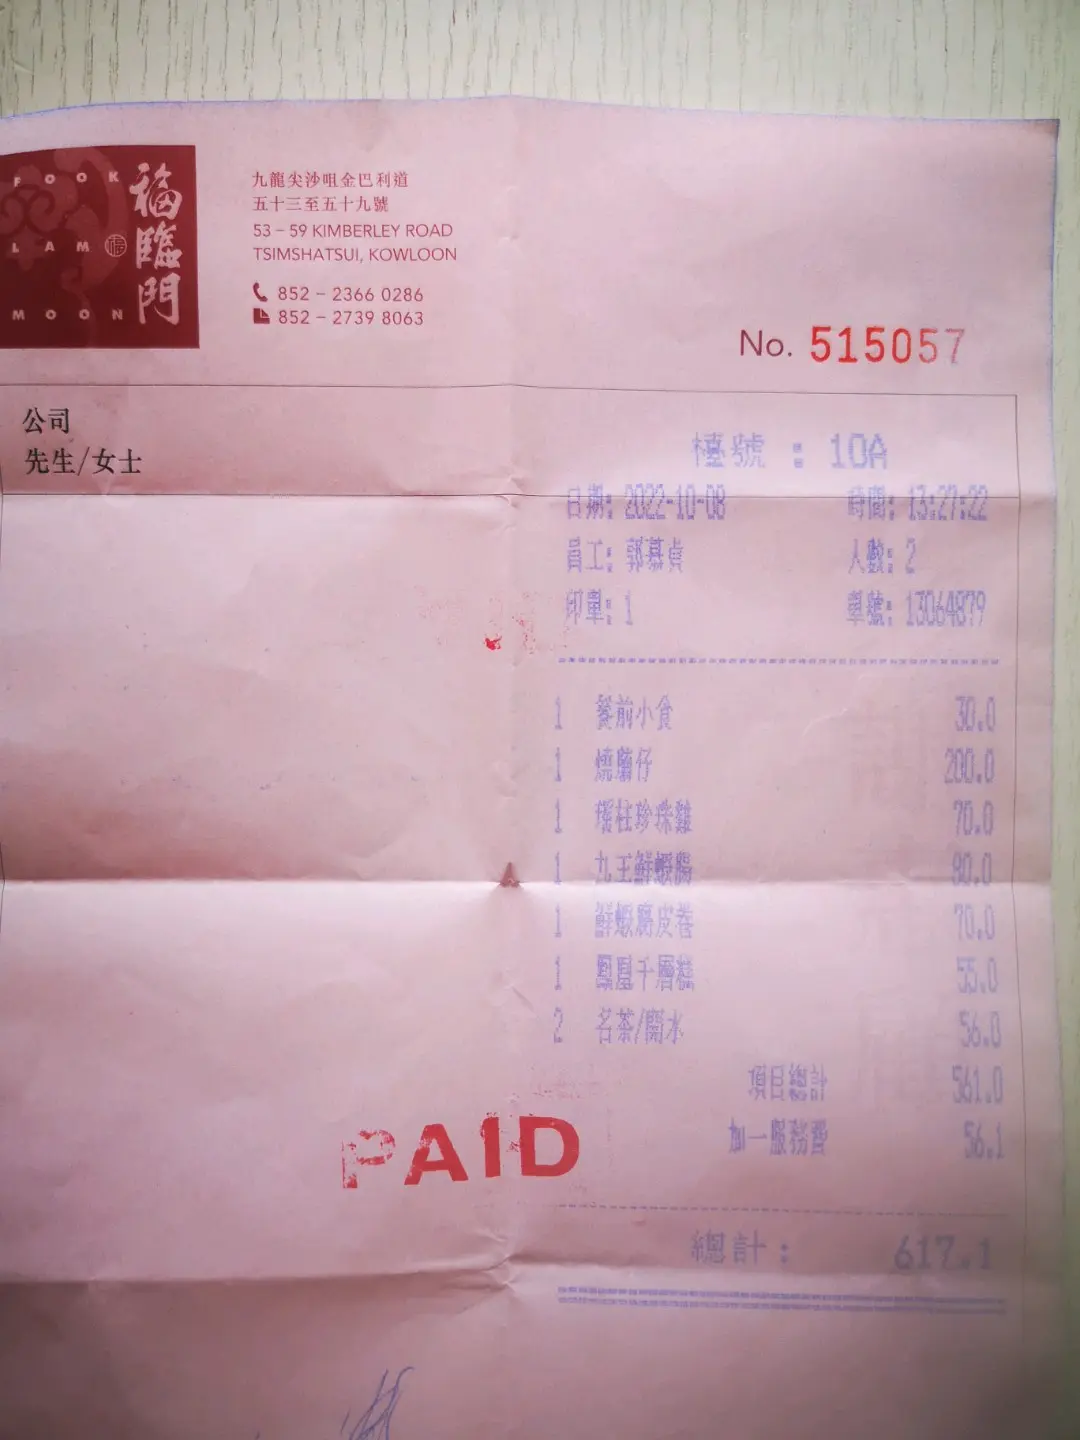 FOOK
LAM 福
MOON
福臨門
九龍尖沙咀金巴利道
五十三至五十九號
53 – 59 KIMBERLEY ROAD
TSIMSHATSUI, KOWLOON
852 – 2366 0286
852 – 2739 8063
No. 515057
公司
先生/女士
檯號 : 10A
日期: 2022-10-08 時間: 13:27:22
員工: 郭慕貞 人數: 2
印單: 1 單號: 13064879
1 餐前小食 30.0
1 燒腩仔 200.0
1 瑤柱珍珠雞 70.0
1 九王鮮蝦腸 80.0
1 鮮蝦腐皮卷 70.0
1 鳳凰千層糕 55.0
2 名茶/開水 56.0
項目總計 561.0
加一服務費 56.1
PAID
總計 : 617.1